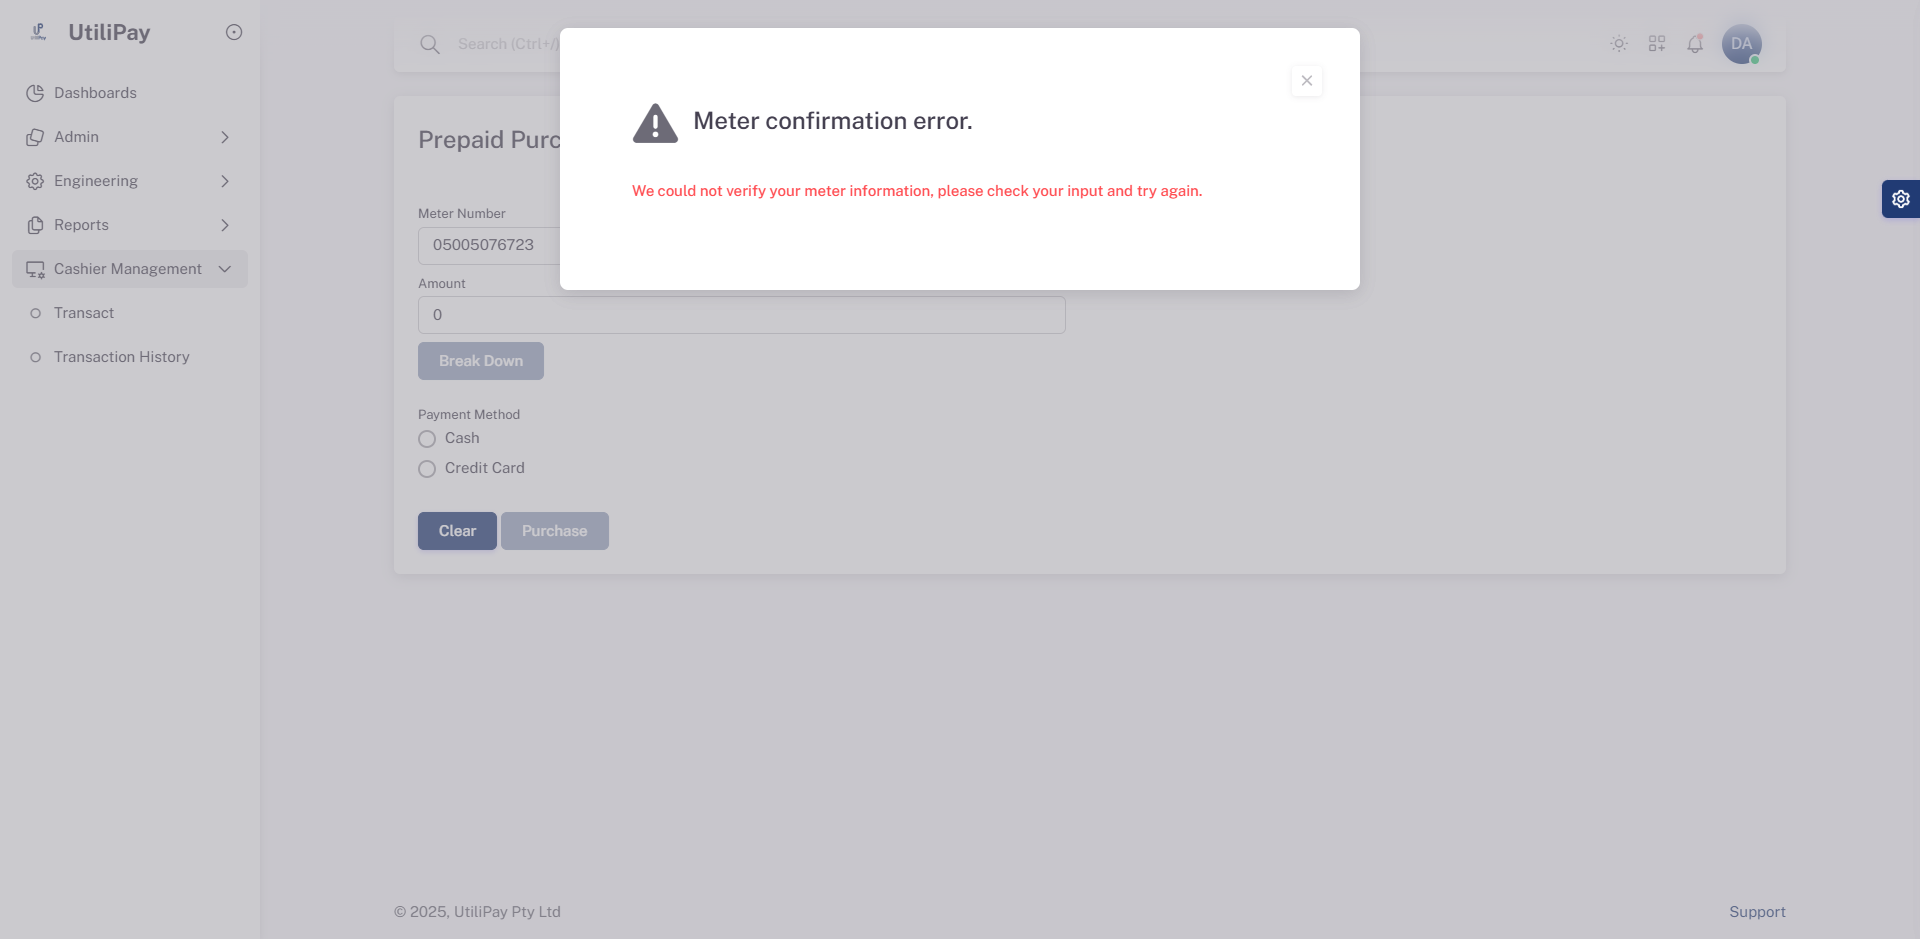 UtiliPay
Dashboards
Admin
Engineering
Reports
Cashier Management
Transact
Transaction History
Search (Ctrl+/)
DA
Meter confirmation error.
We could not verify your meter information, please check your input and try again.
Prepaid Purc
Meter Number
05005076723
Amount
0
Break Down
Payment Method
Cash
Credit Card
Clear
Purchase
© 2025, UtiliPay Pty Ltd
Support